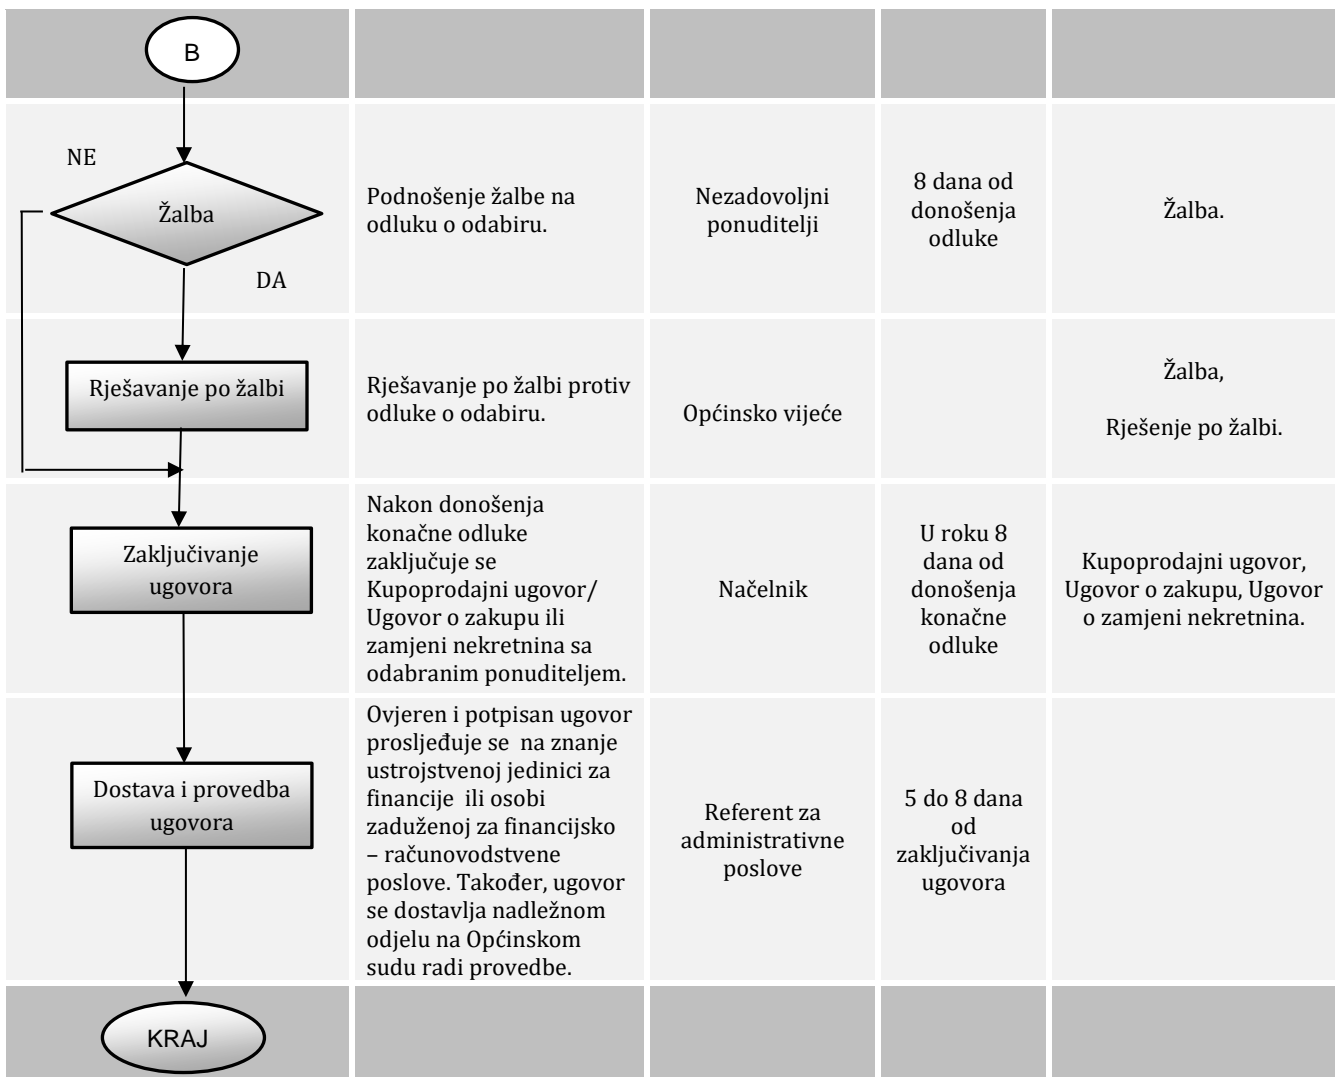 B
NE
Žalba
DA
Podnošenje žalbe na
odluku o odabiru.
Nezadovoljni
ponuditelji
8 dana od
donošenja
odluke
Žalba.
Rješavanje po žalbi
Rješavanje po žalbi protiv
odluke o odabiru.
Općinsko vijeće
Žalba,
Rješenje po žalbi.
Zaključivanje
ugovora
Nakon donošenja
konačne odluke
zaključuje se
Kupoprodajni ugovor/
Ugovor o zakupu ili
zamjeni nekretnina sa
odabranim ponuditeljem.
Načelnik
U roku 8
dana od
donošenja
konačne
odluke
Kupoprodajni ugovor,
Ugovor o zakupu, Ugovor
o zamjeni nekretnina.
Dostava i provedba
ugovora
Ovjeren i potpisan ugovor
prosljeđuje se na znanje
ustrojstvenoj jedinici za
financije ili osobi
zaduženoj za financijsko
– računovodstvene
poslove. Također, ugovor
se dostavlja nadležnom
odjelu na Općinskom
sudu radi provedbe.
Referent za
administrativne
poslove
5 do 8 dana
od
zaključivanja
ugovora
KRAJ